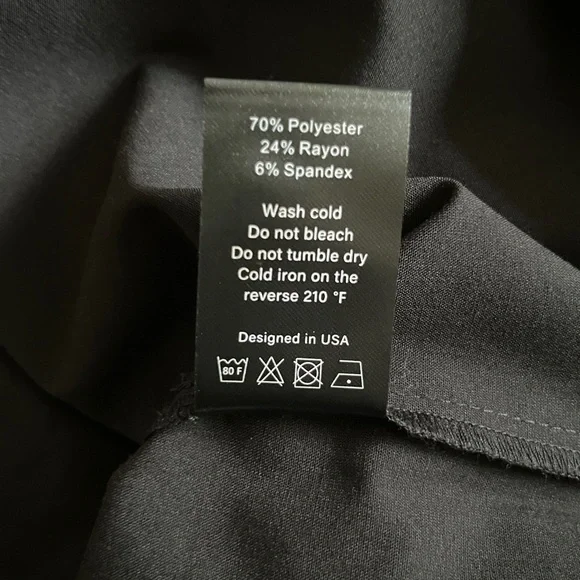 70% Polyester
24% Rayon
6% Spandex
Wash cold
Do not bleach
Do not tumble dry
Cold iron on the
reverse 210 °F
Designed in USA
80 F